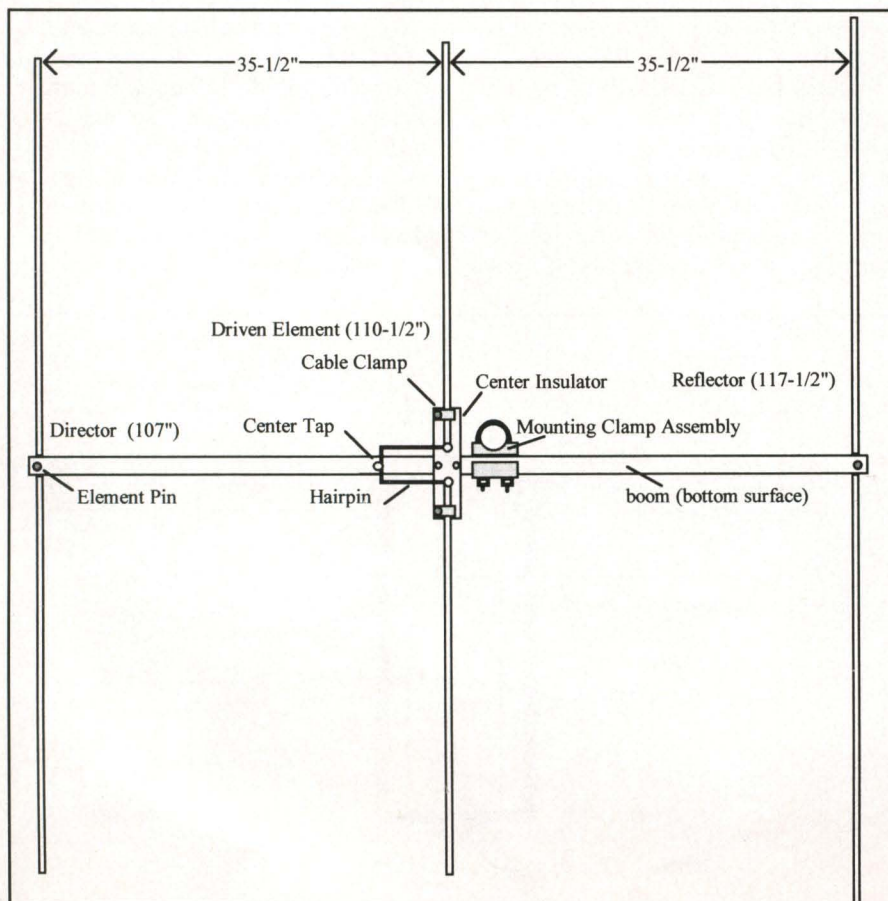 35-1/2"
35-1/2"
Driven Element (110-1/2")
Cable Clamp
Center Insulator
Reflector (117-1/2")
Director (107")
Center Tap
Mounting Clamp Assembly
Element Pin
Hairpin
boom (bottom surface)